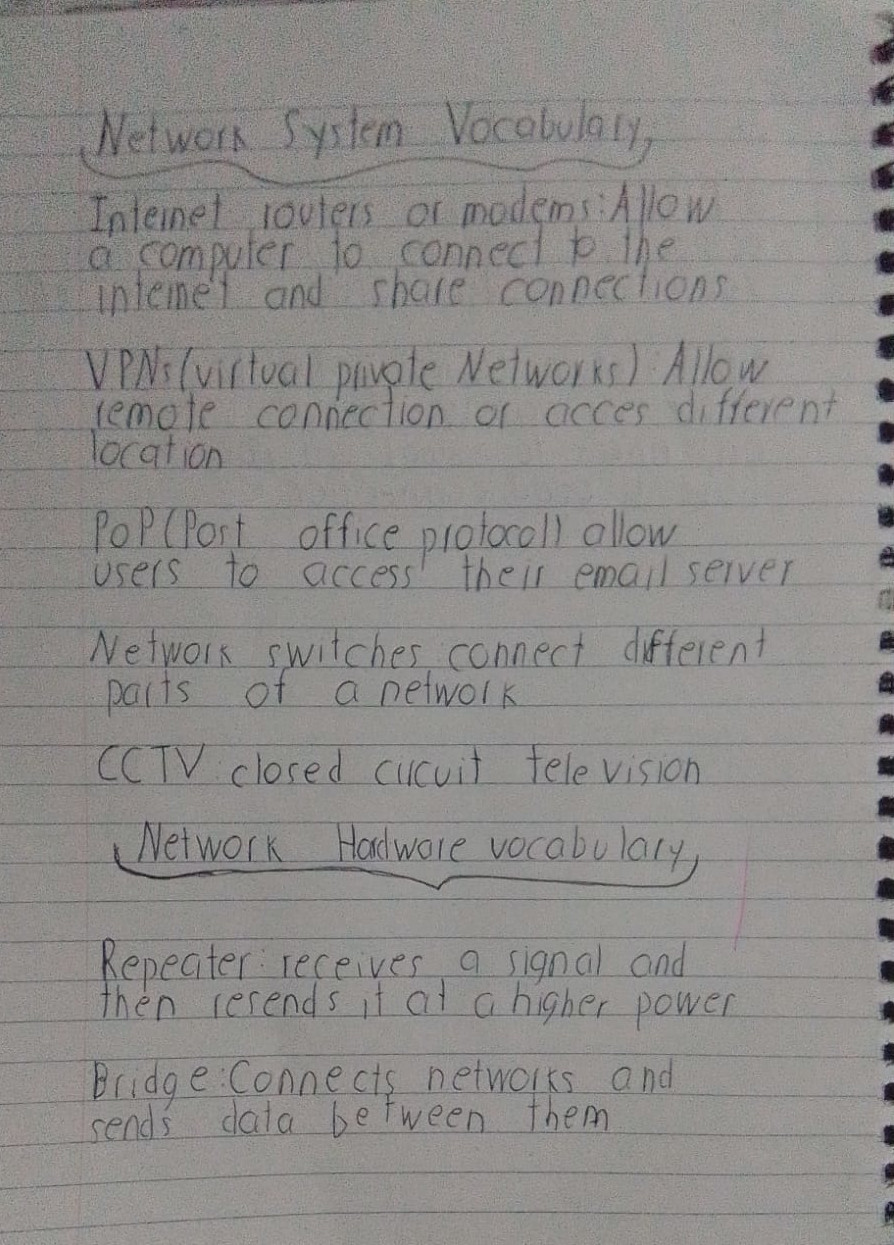 Network System Vocabulary
Internet routers or modems: Allow
a computer to connect to the
internet and share connections
VPNs (virtual private Networks): Allow
remote connection or acces different
location
PoP (Post office protocol) allow
users to access their email server
Network switches connect different
parts of a network
CCTV closed circuit television
Network Hardware vocabulary
Repeater: receives a signal and
then resends it at a higher power
Bridge: Connects networks and
sends data between them